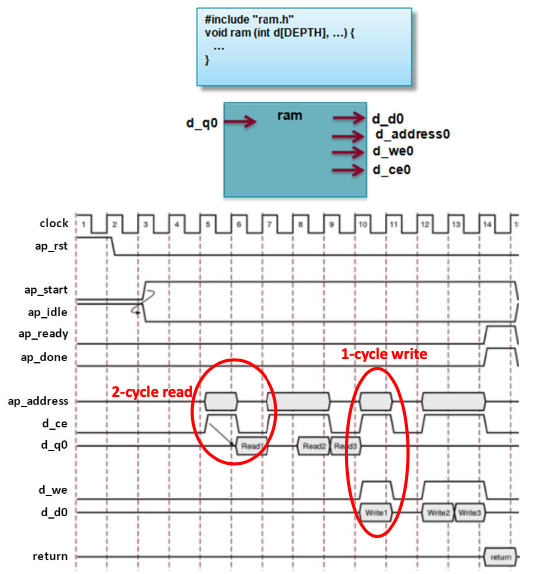 #include "ram.h"
void ram (int d[DEPTH], …) {
…
}
d_q0
ram
d_d0
d_address0
d_we0
d_ce0
clock
1 2 3 4 5 6 7 8 9 10 11 12 13 14
ap_rst
ap_start
ap_idle
ap_ready
ap_done
1-cycle write
2-cycle read
ap_address
d_ce
d_q0
Read1 Read2 Read3
d_we
d_d0
Write1 Write2 Write3
return
return